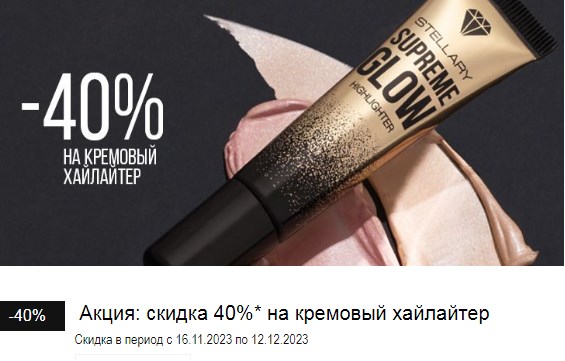 -40%
НА КРЕМОВЫЙ
ХАЙЛАЙТЕР
STELLARY
SUPREME
GLOW
HIGHLIGHTER
-40%
Акция: скидка 40%* на кремовый хайлайтер
Скидка в период с 16.11.2023 по 12.12.2023